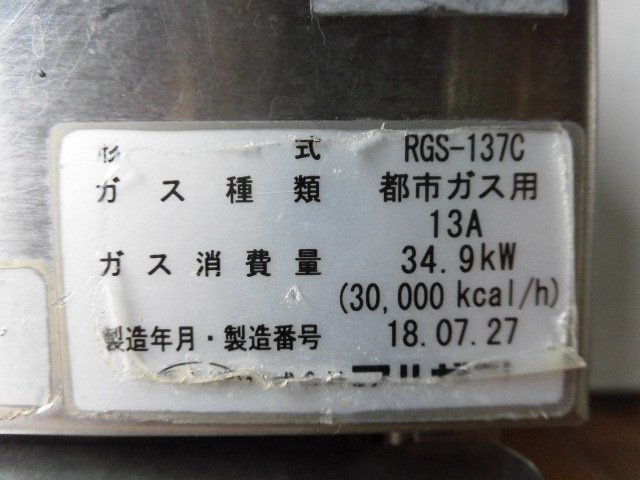 形 式 RGS-137C
ガス種類 都市ガス用
13A
ガス消費量 34.9kW
(30,000 kcal/h)
製造年月・製造番号 18.07.27